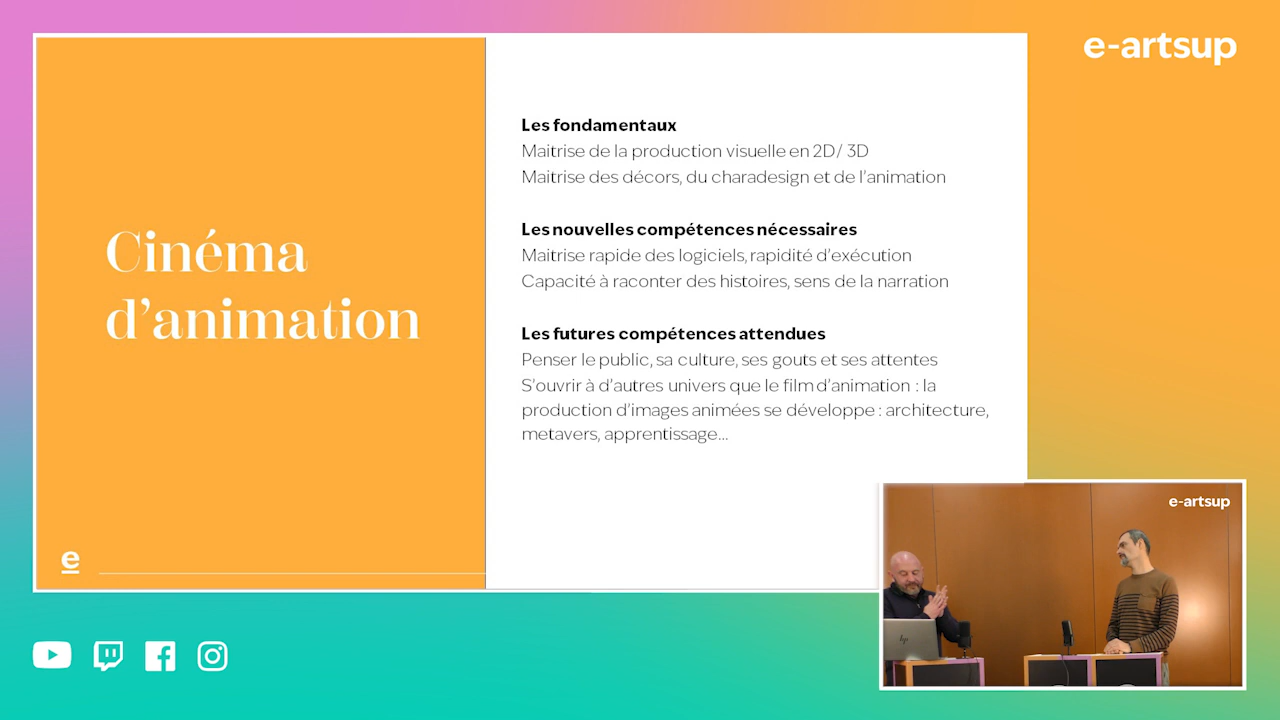 e-artsup
Cinéma
d’animation
Les fondamentaux
Maitrise de la production visuelle en 2D/ 3D
Maitrise des décors, du charadesign et de l’animation
Les nouvelles compétences nécessaires
Maitrise rapide des logiciels, rapidité d’exécution
Capacité à raconter des histoires, sens de la narration
Les futures compétences attendues
Penser le public, sa culture, ses gouts et ses attentes
S’ouvrir à d’autres univers que le film d’animation : la
production d’images animées se développe : architecture,
metavers, apprentissage...
e
e-artsup
hp